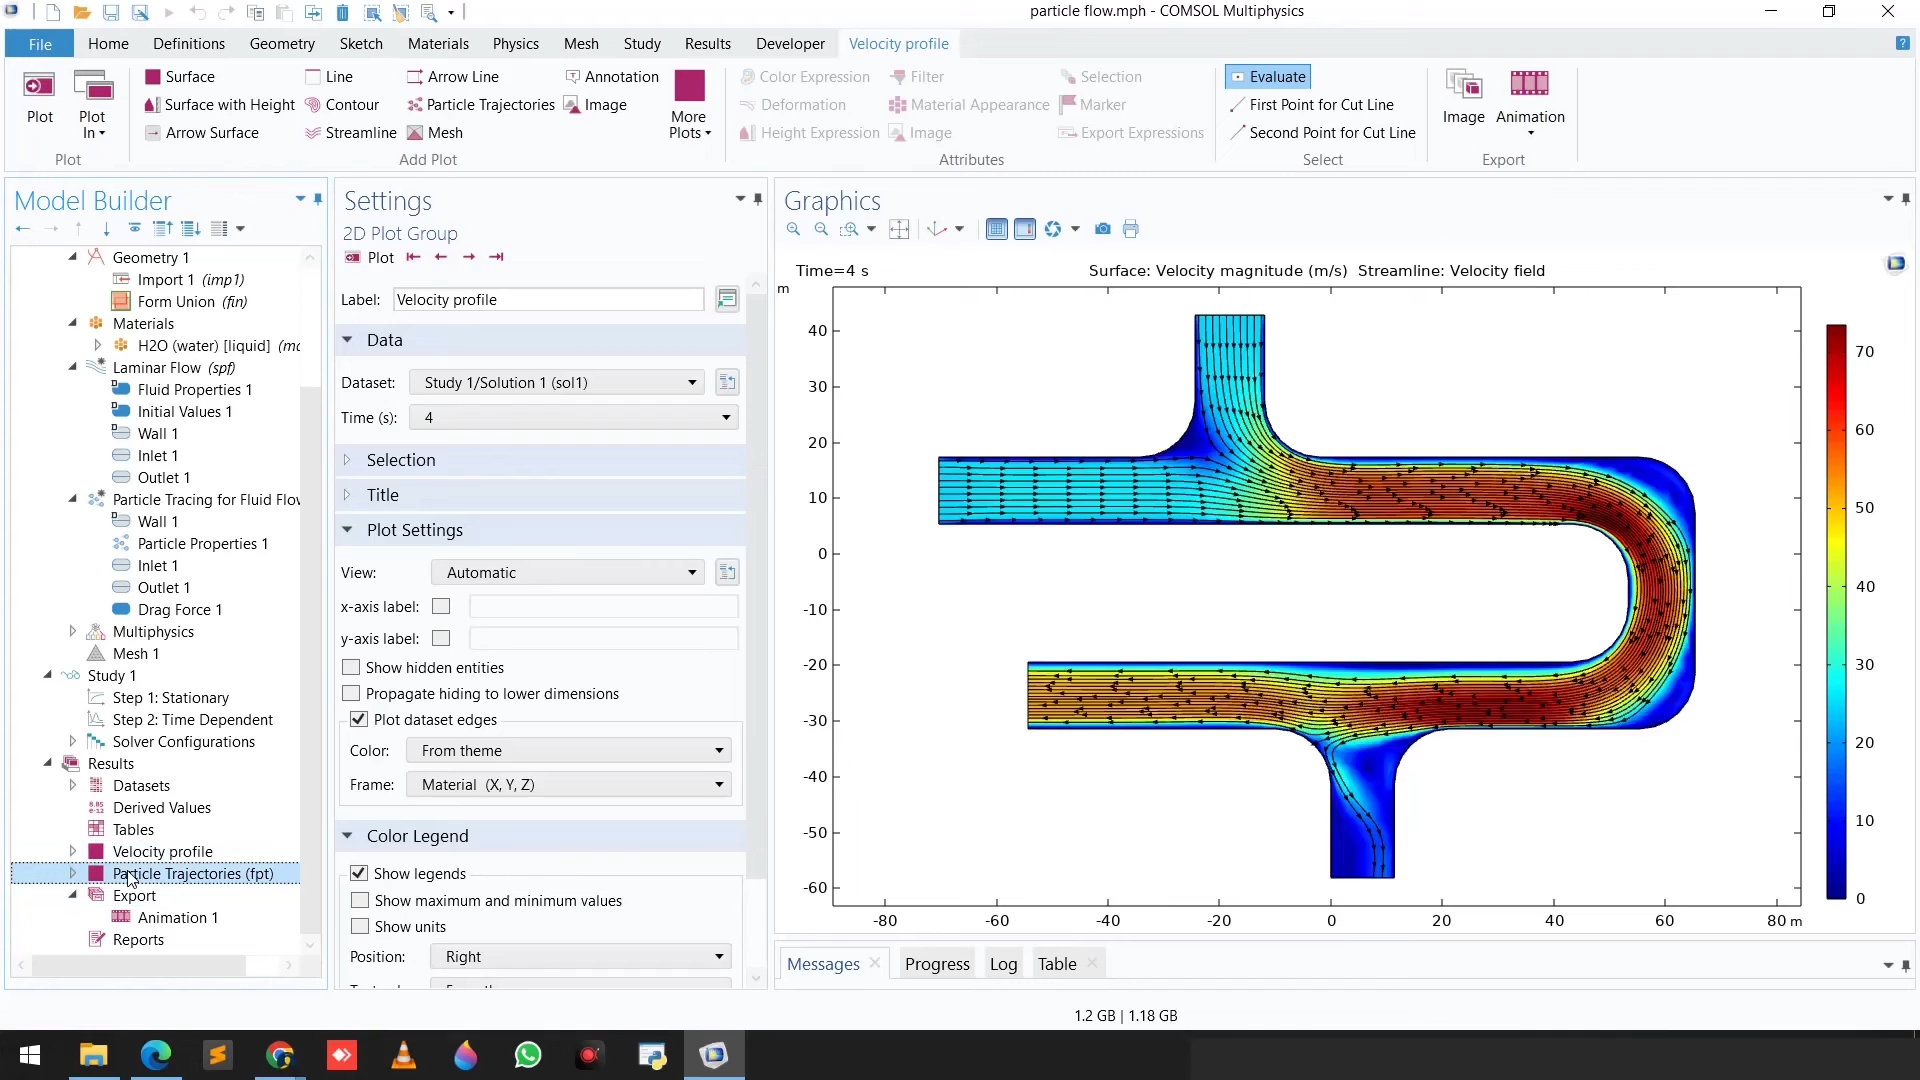 particle flow.mph - COMSOL Multiphysics
File Home Definitions Geometry Sketch Materials Physics Mesh Study Results Developer Velocity profile
Plot
Plot In
Plot
Surface
Surface with Height
Arrow Surface
Line
Contour
Streamline
Arrow Line
Particle Trajectories
Mesh
Annotation
Image
More Plots
Add Plot
Color Expression
Deformation
Height Expression
Filter
Material Appearance
Image
Selection
Marker
Export Expressions
Attributes
Evaluate
First Point for Cut Line
Second Point for Cut Line
Select
Image
Animation
Export
Model Builder
Geometry 1
Import 1 (imp1)
Form Union (fin)
Materials
H2O (water) [liquid]
Laminar Flow (spf)
Fluid Properties 1
Initial Values 1
Wall 1
Inlet 1
Outlet 1
Particle Tracing for Fluid Flow
Wall 1
Particle Properties 1
Inlet 1
Outlet 1
Drag Force 1
Multiphysics
Mesh 1
Study 1
Step 1: Stationary
Step 2: Time Dependent
Solver Configurations
Results
Datasets
8.85
e-12
Derived Values
Tables
Velocity profile
Particle Trajectories (fpt)
Export
Animation 1
Reports
Settings
2D Plot Group
Plot
Label: Velocity profile
Data
Dataset: Study 1/Solution 1 (sol1)
Time (s): 4
Selection
Title
Plot Settings
View: Automatic
x-axis label:
y-axis label:
Show hidden entities
Propagate hiding to lower dimensions
Plot dataset edges
Color: From theme
Frame: Material (X, Y, Z)
Color Legend
Show legends
Show maximum and minimum values
Show units
Position: Right
Graphics
Time=4 s Surface: Velocity magnitude (m/s) Streamline: Velocity field
m
40
30
20
10
0
-10
-20
-30
-40
-50
-60
-80 -60 -40 -20 0 20 40 60 80 m
70
60
50
40
30
20
10
0
Messages Progress Log Table
1.2 GB | 1.18 GB